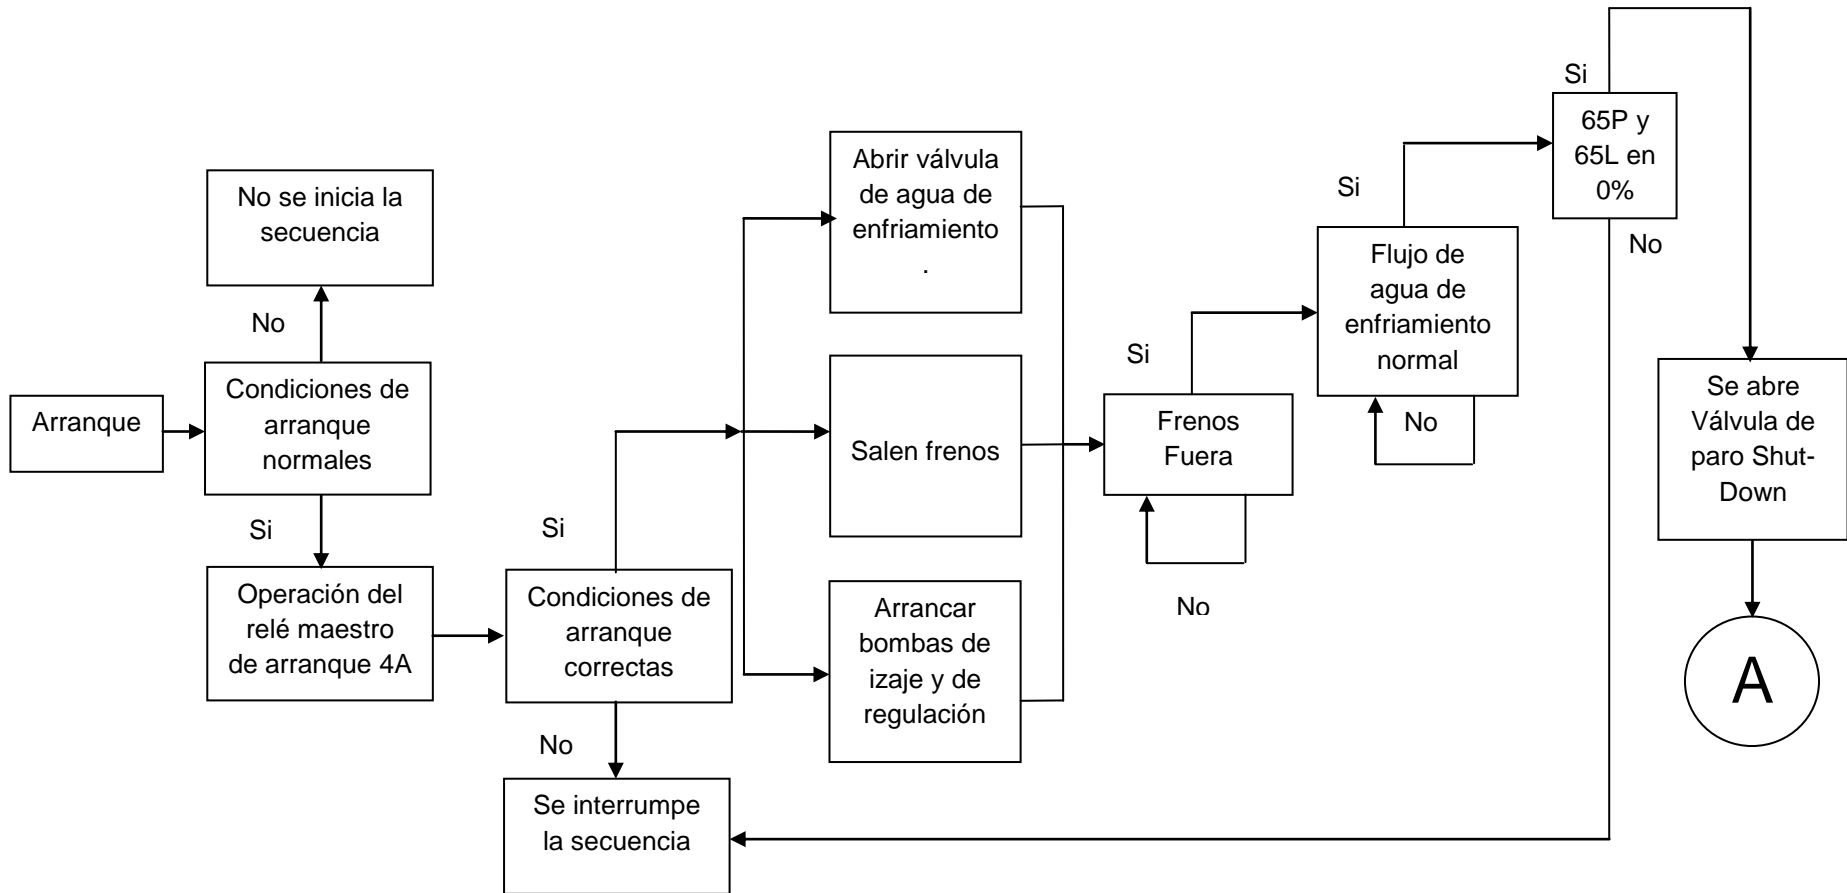 Arranque
No se inicia la
secuencia
No
Condiciones de
arranque
normales
Si
Operación del
relé maestro
de arranque 4A
Si
Condiciones de
arranque
correctas
No
Se interrumpe
la secuencia
Abrir válvula
de agua de
enfriamiento
.
Salen frenos
Arrancar
bombas de
izaje y de
regulación
Si
Frenos
Fuera
No
Si
Flujo de
agua de
enfriamiento
normal
No
Si
65P y
65L en
0%
No
Se abre
Válvula de
paro Shut-
Down
A